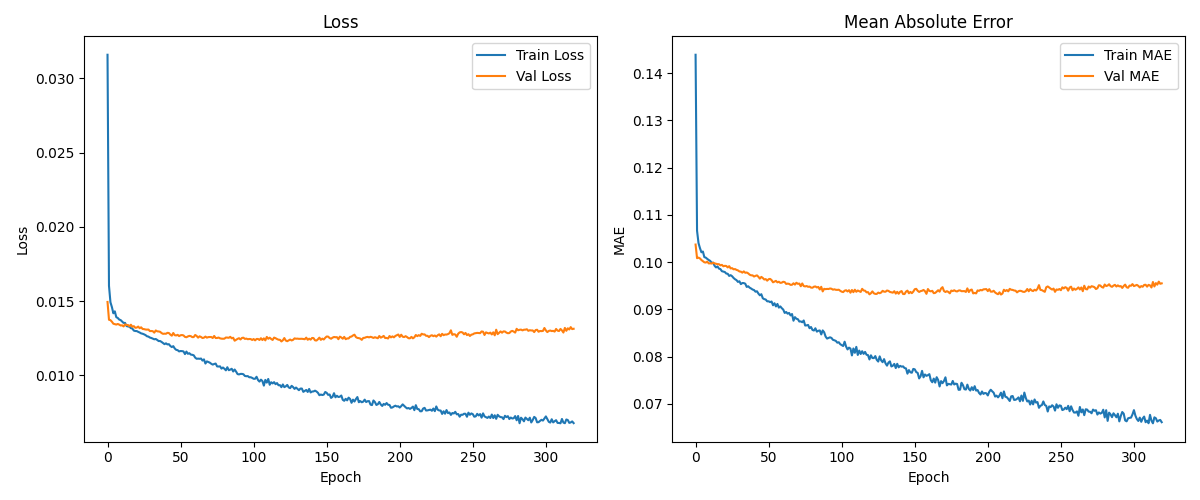 Loss
Train Loss
Val Loss
0.030
0.025
0.020
0.015
0.010
Loss
0 50 100 150 200 250 300
Epoch
Mean Absolute Error
Train MAE
Val MAE
0.14
0.13
0.12
0.11
0.10
0.09
0.08
0.07
MAE
0 50 100 150 200 250 300
Epoch